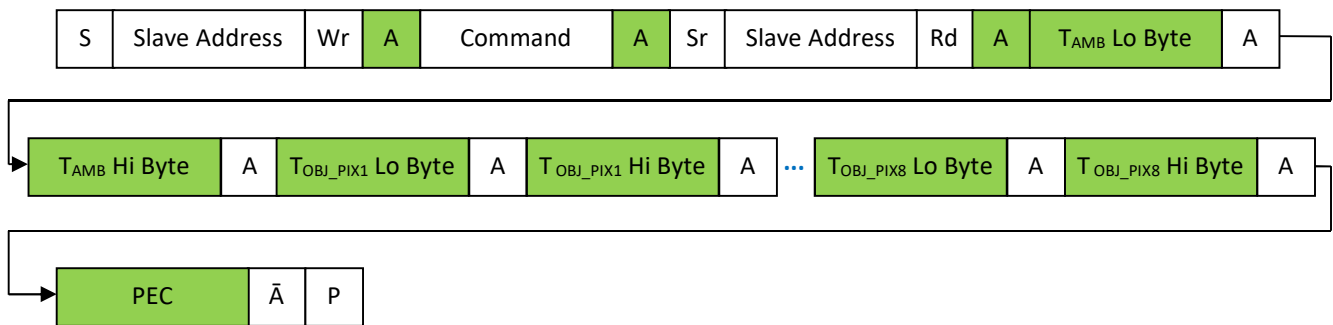 S Slave Address Wr A Command A Sr Slave Address Rd A TAMB Lo Byte A
TAMB Hi Byte A TOBJ_PIX1 Lo Byte A TOBJ_PIX1 Hi Byte A ... TOBJ_PIX8 Lo Byte A TOBJ_PIX8 Hi Byte A
PEC Ā P